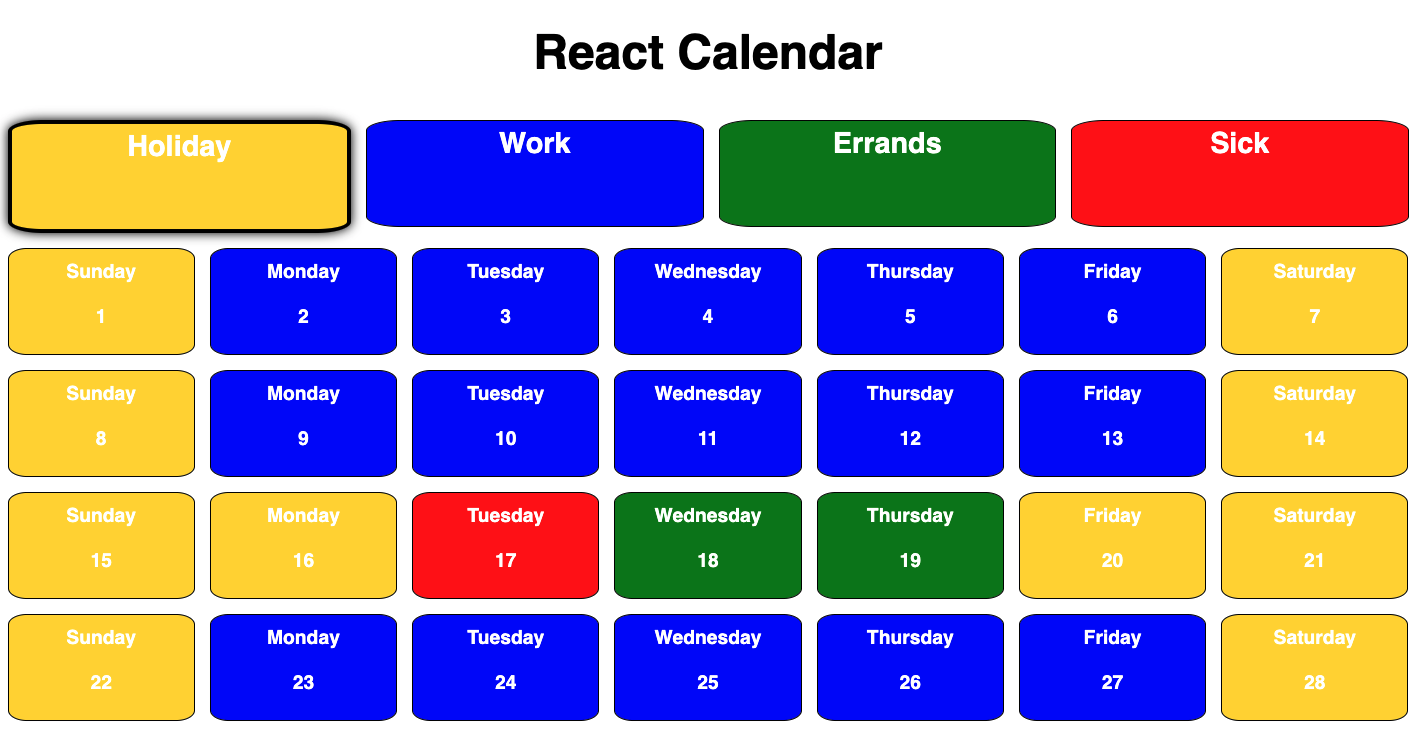 React Calendar
Holiday Work Errands Sick
Sunday Monday Tuesday Wednesday Thursday Friday Saturday
1 2 3 4 5 6 7
Sunday Monday Tuesday Wednesday Thursday Friday Saturday
8 9 10 11 12 13 14
Sunday Monday Tuesday Wednesday Thursday Friday Saturday
15 16 17 18 19 20 21
Sunday Monday Tuesday Wednesday Thursday Friday Saturday
22 23 24 25 26 27 28